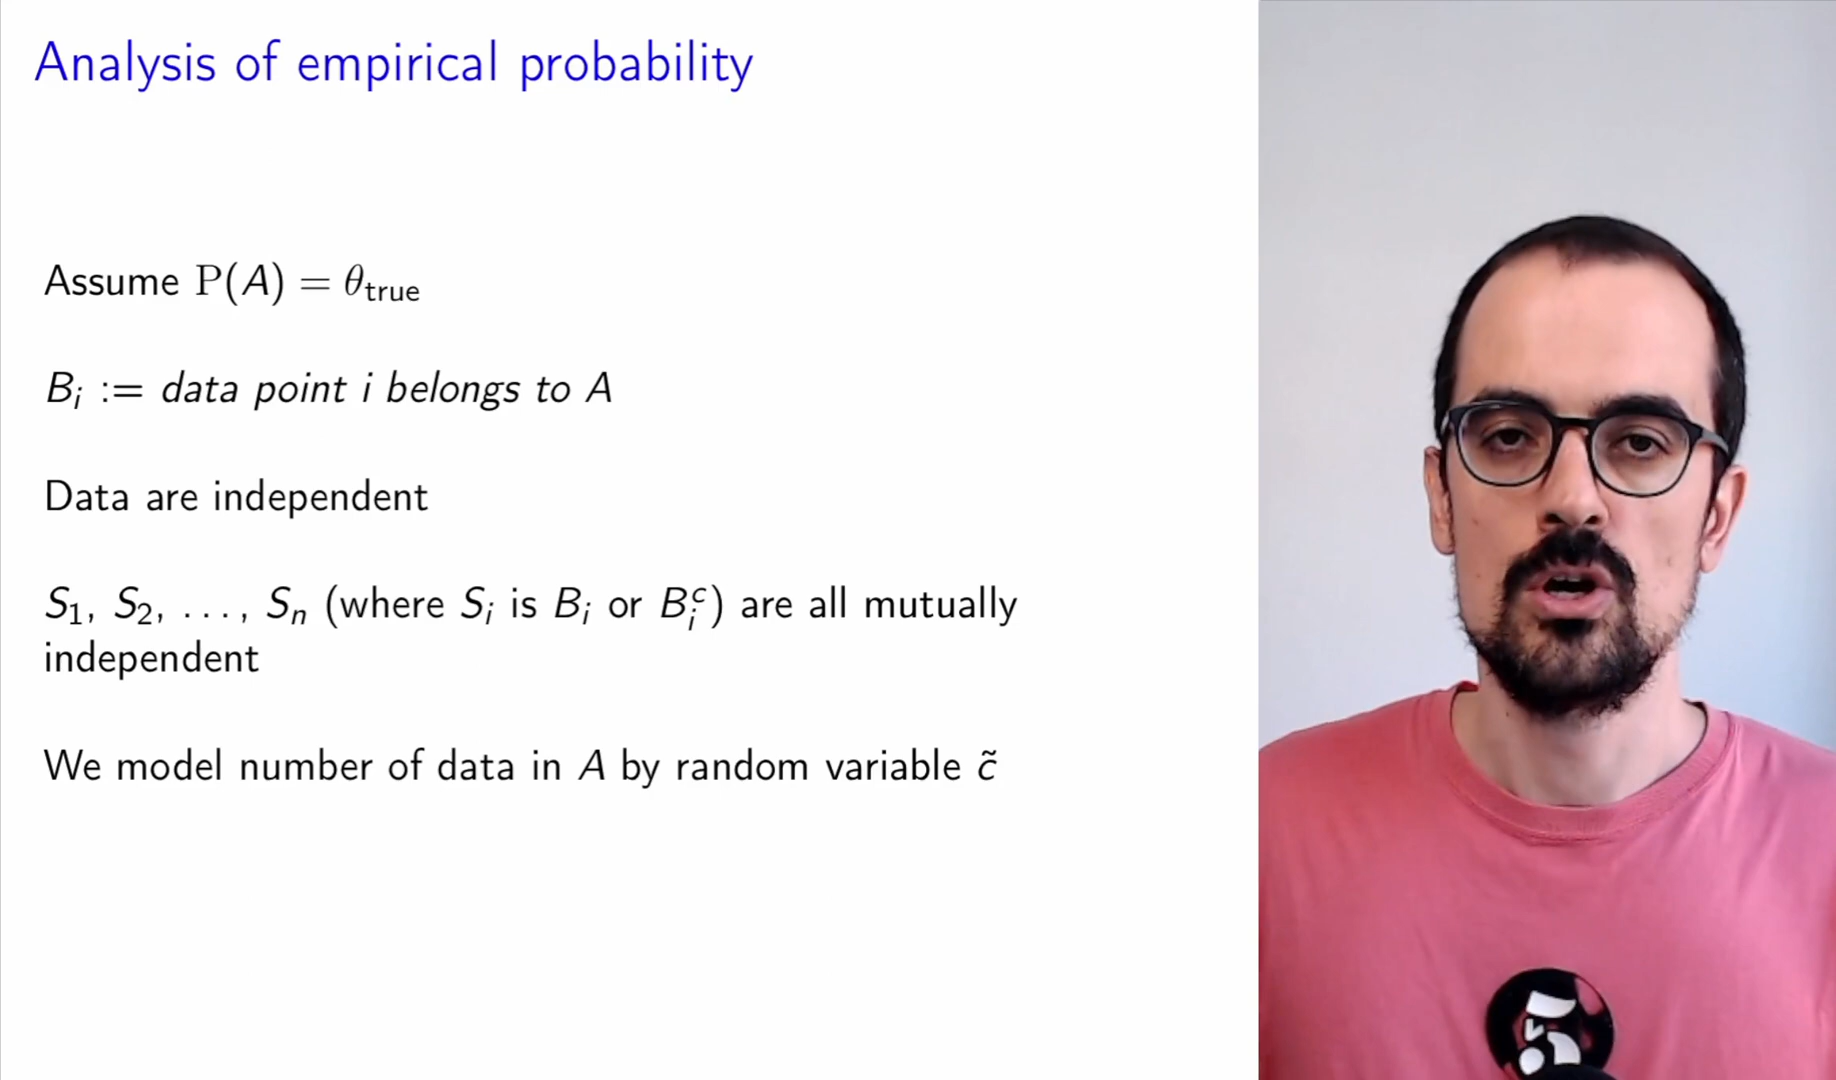 Analysis of empirical probability
Assume P(A) = θ_true
B_i := data point i belongs to A
Data are independent
S_1, S_2, ..., S_n (where S_i is B_i or B_i^c) are all mutually
independent
We model number of data in A by random variable c̃